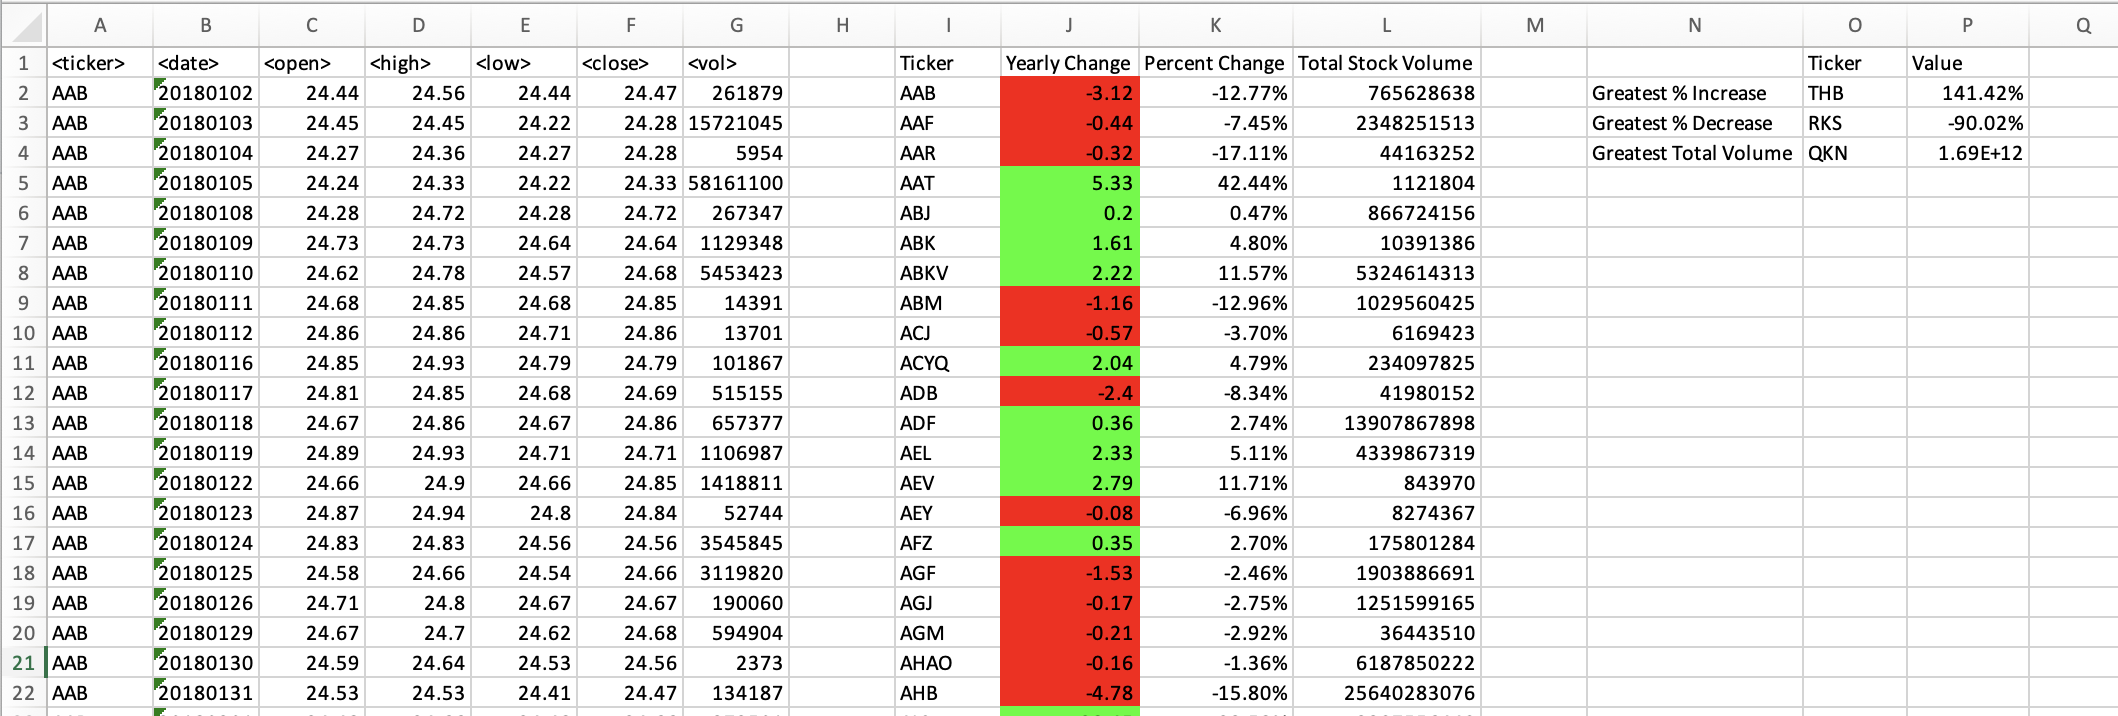 A B C D E F G H I J K L M N O P Q
1 <ticker> <date> <open> <high> <low> <close> <vol> Ticker Yearly Change Percent Change Total Stock Volume Ticker Value
2 AAB 20180102 24.44 24.56 24.44 24.47 261879 AAB -3.12 -12.77% 765628638 Greatest % Increase THB 141.42%
3 AAB 20180103 24.45 24.45 24.22 24.28 15721045 AAF -0.44 -7.45% 2348251513 Greatest % Decrease RKS -90.02%
4 AAB 20180104 24.27 24.36 24.27 24.28 5954 AAR -0.32 -17.11% 44163252 Greatest Total Volume QKN 1.69E+12
5 AAB 20180105 24.24 24.33 24.22 24.33 58161100 AAT 5.33 42.44% 1121804
6 AAB 20180108 24.28 24.72 24.28 24.72 267347 ABJ 0.2 0.47% 866724156
7 AAB 20180109 24.73 24.73 24.64 24.64 1129348 ABK 1.61 4.80% 10391386
8 AAB 20180110 24.62 24.78 24.57 24.68 5453423 ABKV 2.22 11.57% 5324614313
9 AAB 20180111 24.68 24.85 24.68 24.85 14391 ABM -1.16 -12.96% 1029560425
10 AAB 20180112 24.86 24.86 24.71 24.86 13701 ACJ -0.57 -3.70% 6169423
11 AAB 20180116 24.85 24.93 24.79 24.79 101867 ACYQ 2.04 4.79% 234097825
12 AAB 20180117 24.81 24.85 24.68 24.69 515155 ADB -2.4 -8.34% 41980152
13 AAB 20180118 24.67 24.86 24.67 24.86 657377 ADF 0.36 2.74% 13907867898
14 AAB 20180119 24.89 24.93 24.71 24.71 1106987 AEL 2.33 5.11% 4339867319
15 AAB 20180122 24.66 24.9 24.66 24.85 1418811 AEV 2.79 11.71% 843970
16 AAB 20180123 24.87 24.94 24.8 24.84 52744 AEY -0.08 -6.96% 8274367
17 AAB 20180124 24.83 24.83 24.56 24.56 3545845 AFZ 0.35 2.70% 175801284
18 AAB 20180125 24.58 24.66 24.54 24.66 3119820 AGF -1.53 -2.46% 1903886691
19 AAB 20180126 24.71 24.8 24.67 24.67 190060 AGJ -0.17 -2.75% 1251599165
20 AAB 20180129 24.67 24.7 24.62 24.68 594904 AGM -0.21 -2.92% 36443510
21 AAB 20180130 24.59 24.64 24.53 24.56 2373 AHAO -0.16 -1.36% 6187850222
22 AAB 20180131 24.53 24.53 24.41 24.47 134187 AHB -4.78 -15.80% 25640283076